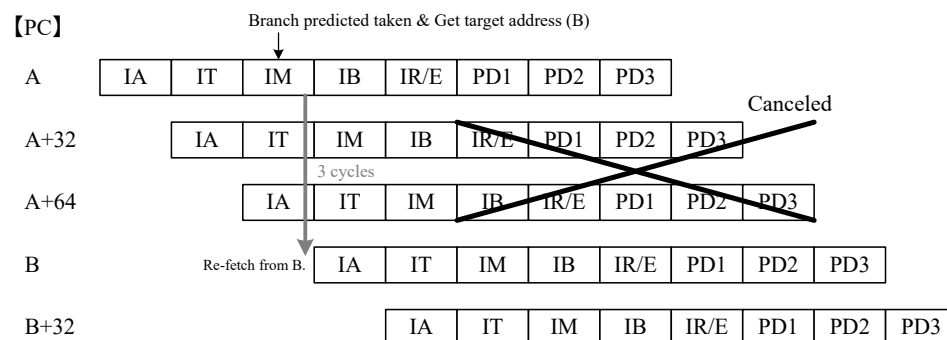 Branch predicted taken & Get target address (B)
【PC】
A IA IT IM IB IR/E PD1 PD2 PD3
Canceled
A+32 IA IT IM IB IR/E PD1 PD2 PD3
3 cycles
A+64 IA IT IM IB IR/E PD1 PD2 PD3
B Re-fetch from B. IA IT IM IB IR/E PD1 PD2 PD3
B+32 IA IT IM IB IR/E PD1 PD2 PD3